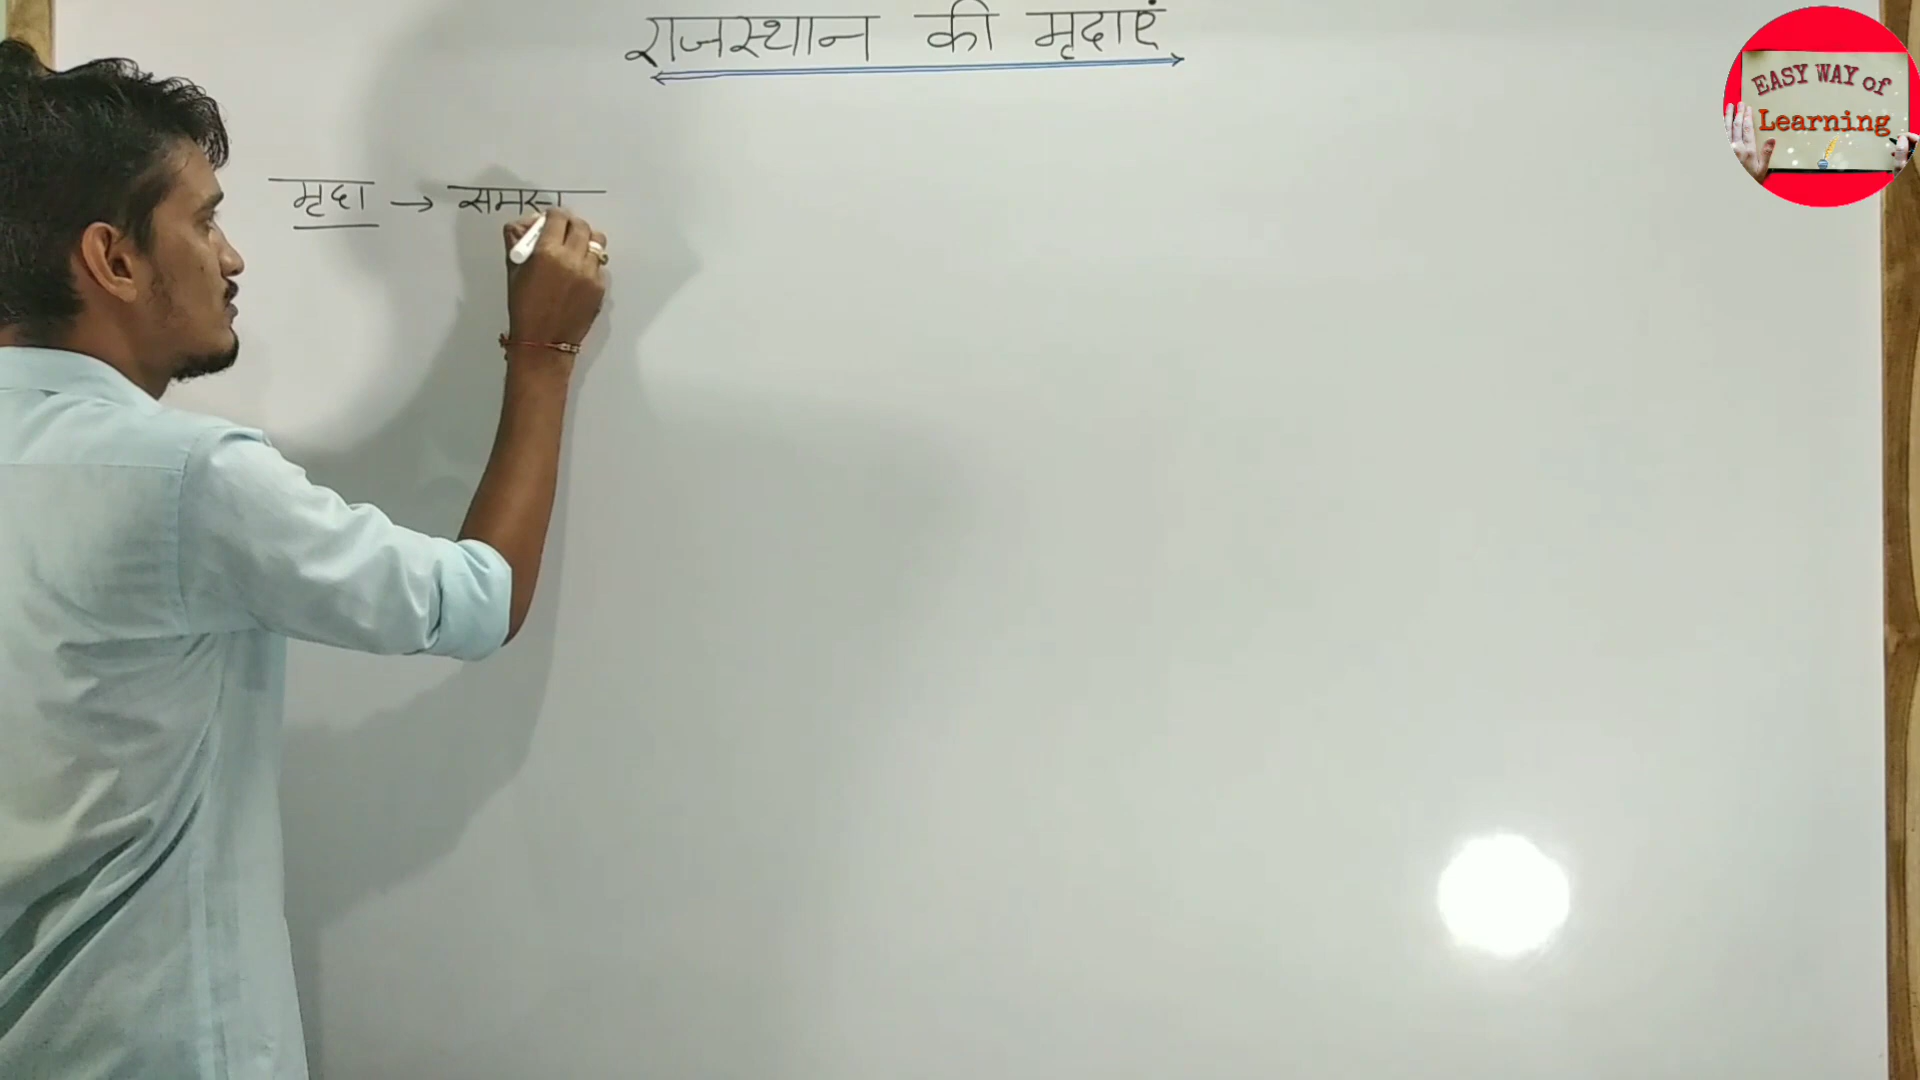 राजस्थान की मृदाएं
EASY WAY of
Learning
मृदा → समस्